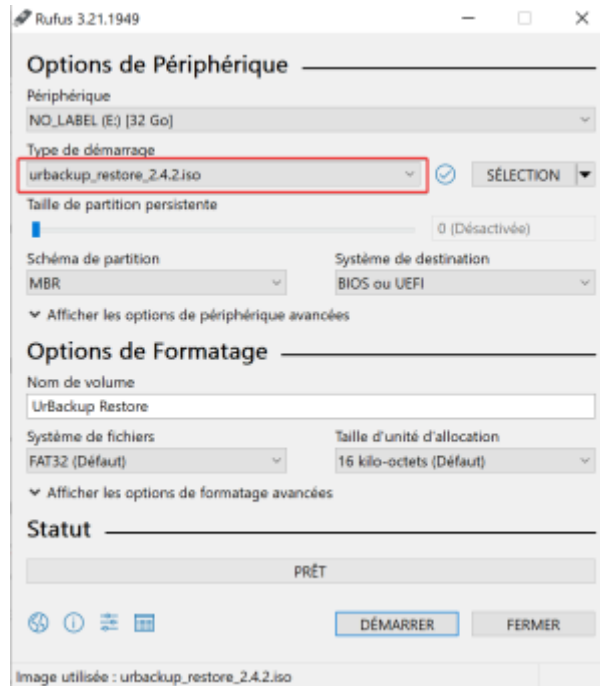 Rufus 3.21.1949
Options de Périphérique
Périphérique
NO_LABEL (E:) [32 Go]
Type de démarrage
urbackup_restore_2.4.2.iso
SÉLECTION
Taille de partition persistente
0 (Désactivée)
Schéma de partition Système de destination
MBR BIOS ou UEFI
Afficher les options de périphérique avancées
Options de Formatage
Nom de volume
UrBackup Restore
Système de fichiers Taille d'unité d'allocation
FAT32 (Défaut) 16 kilo-octets (Défaut)
Afficher les options de formatage avancées
Statut
PRÊT
DÉMARRER FERMER
Image utilisée : urbackup_restore_2.4.2.iso